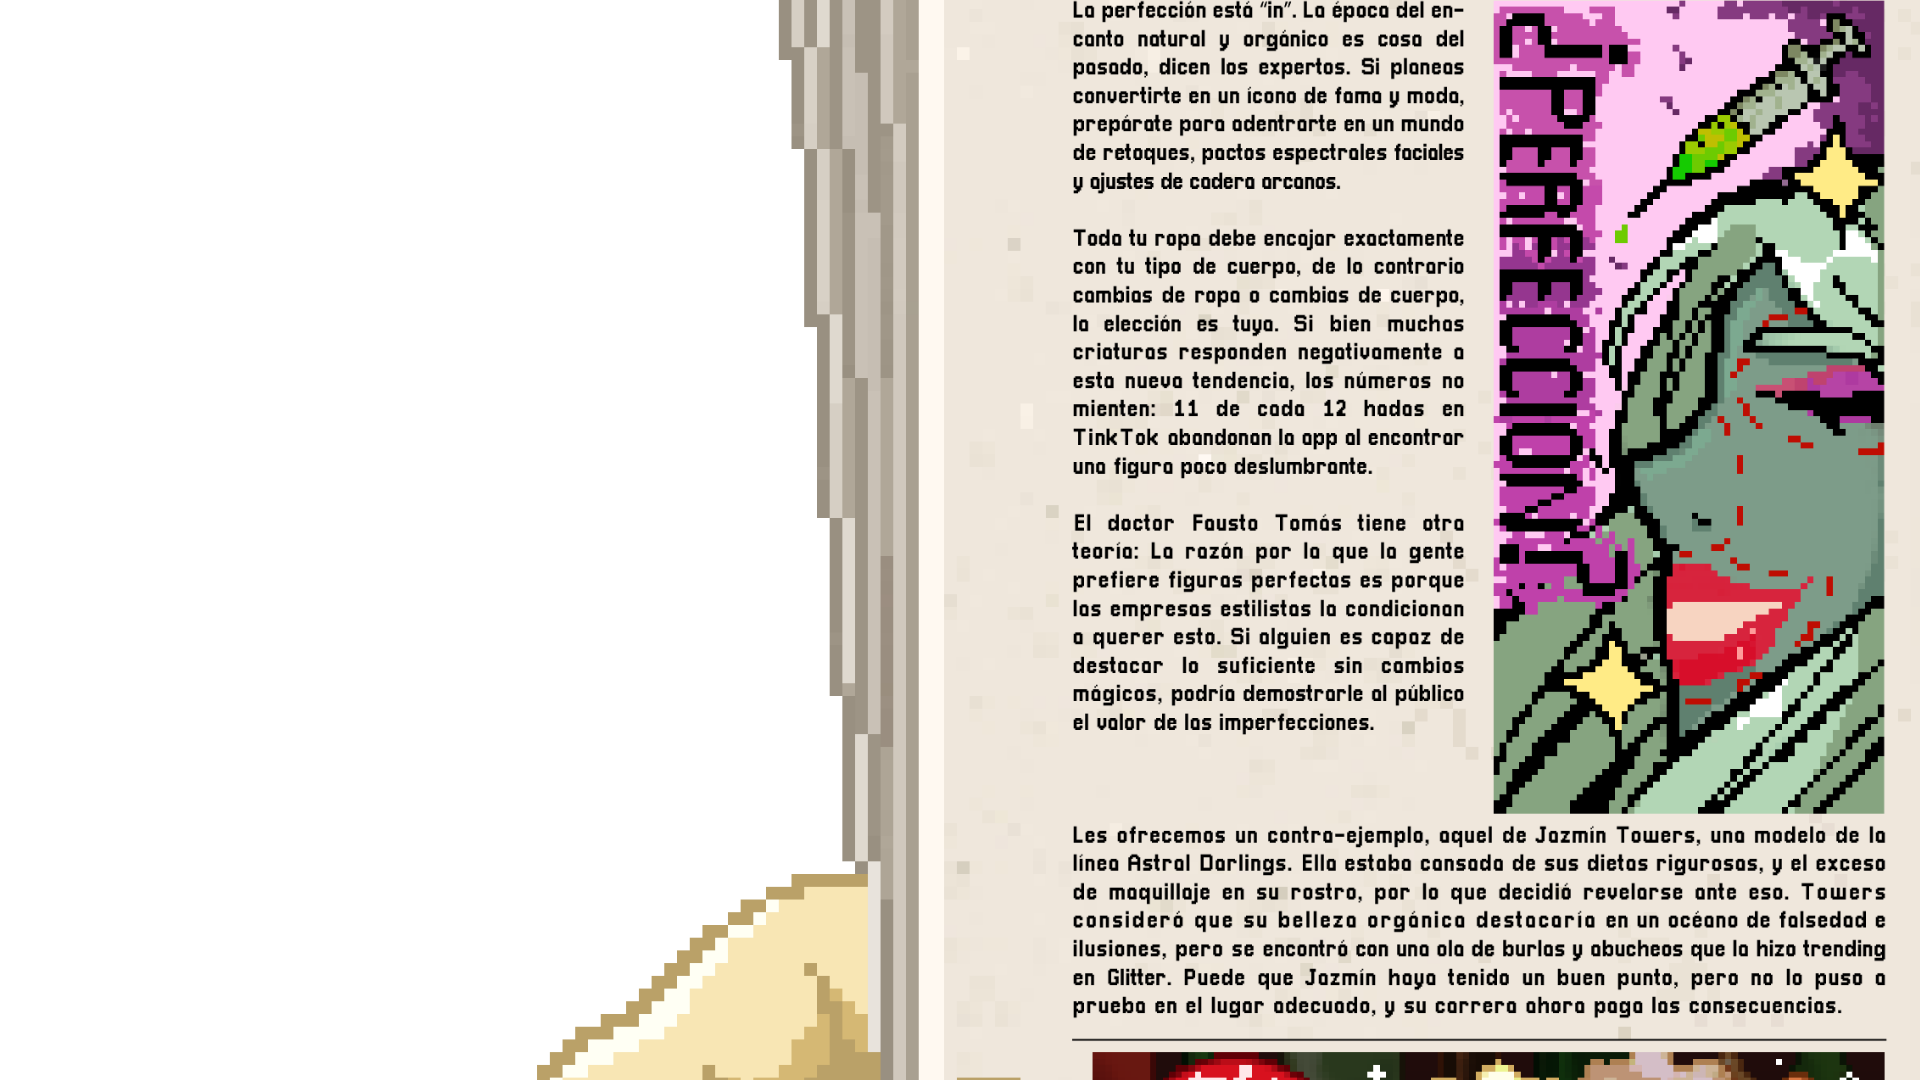 La perfección está "in". La época del en-
canto natural y orgánico es cosa del
pasado, dicen los expertos. Si planeas
convertirte en un ícono de fama y moda,
prepárate para adentrarte en un mundo
de retoques, pactos espectrales faciales
y ajustes de cadera arcanos.
Toda tu ropa debe encajar exactamente
con tu tipo de cuerpo, de lo contrario
cambias de ropa o cambias de cuerpo,
la elección es tuya. Si bien muchas
criaturas responden negativamente a
esta nueva tendencia, los números no
mienten: 11 de cada 12 hadas en
TinkTok abandonan la app al encontrar
una figura poco deslumbrante.
El doctor Fausto Tomás tiene otra
teoría: La razón por la que la gente
prefiere figuras perfectas es porque
las empresas estilistas la condicionan
a querer esto. Si alguien es capaz de
destacar lo suficiente sin cambios
mágicos, podría demostrarle al público
el valor de las imperfecciones.
¿PERFECCION?
Les ofrecemos un contra-ejemplo, aquel de Jazmín Towers, una modelo de la
línea Astral Darlings. Ella estaba cansada de sus dietas rigurosas, y el exceso
de maquillaje en su rostro, por lo que decidió revelarse ante eso. Towers
consideró que su belleza orgánica destacaría en un océano de falsedad e
ilusiones, pero se encontró con una ola de burlas y abucheos que la hizo trending
en Glitter. Puede que Jazmín haya tenido un buen punto, pero no lo puso a
prueba en el lugar adecuado, y su carrera ahora paga las consecuencias.